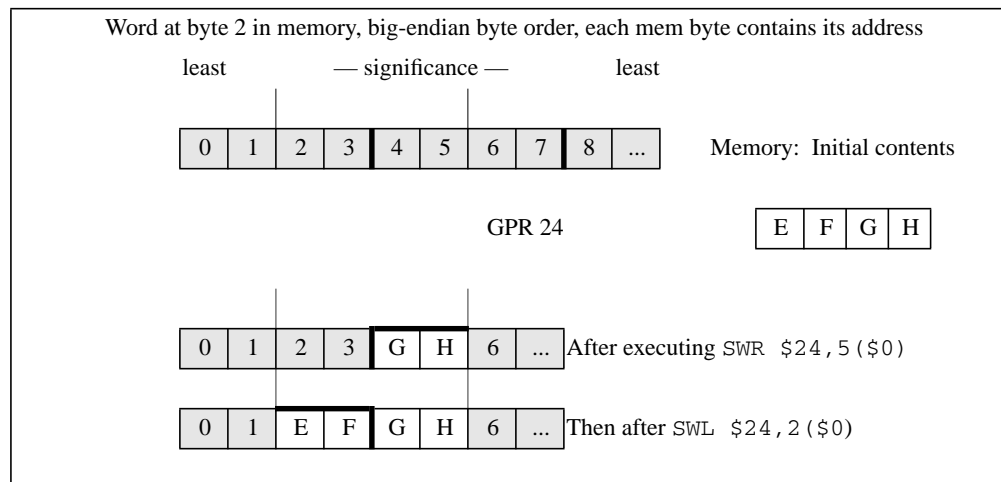 Word at byte 2 in memory, big-endian byte order, each mem byte contains its address
least — significance — least
0 1 2 3 4 5 6 7 8 ... Memory: Initial contents
GPR 24 E F G H
0 1 2 3 G H 6 ... After executing SWR $24,5($0)
0 1 E F G H 6 ... Then after SWL $24,2($0)